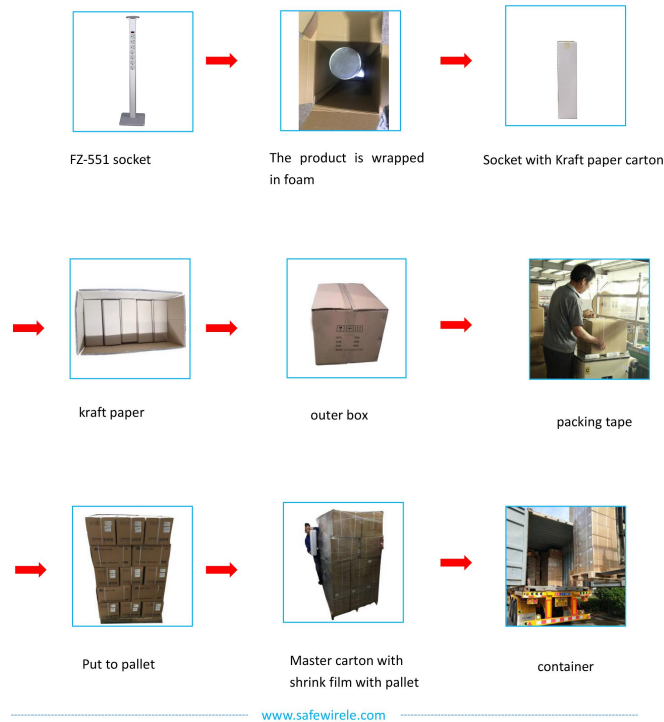 FZ-551 socket
The product is wrapped
in foam
Socket with Kraft paper carton
kraft paper
outer box
packing tape
Put to pallet
Master carton with
shrink film with pallet
container
www.safewirele.com